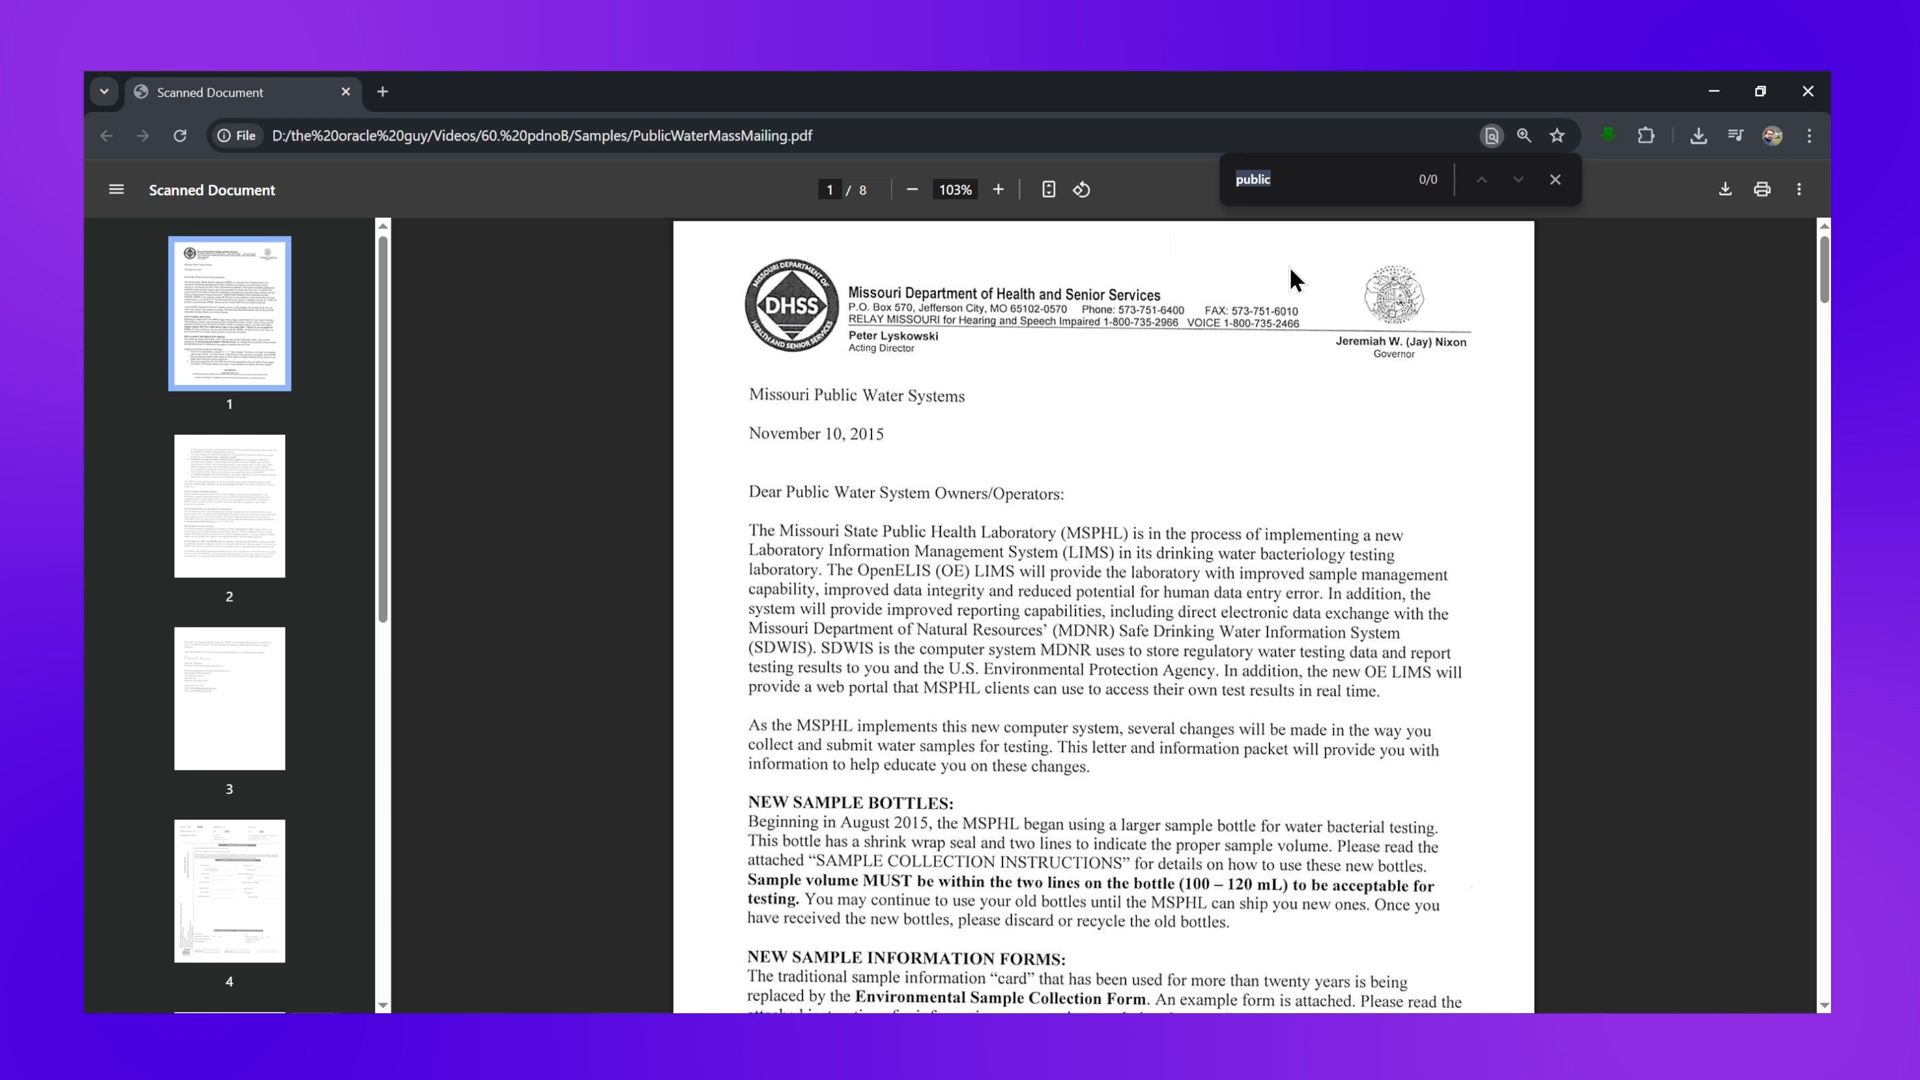 Scanned Document
File
D:/the%20oracle%20guy/Videos/60.%20pdnoB/Samples/PublicWaterMassMailing.pdf
public
0/0
Scanned Document
1 / 8
103%
MISSOURI DEPARTMENT OF
DHSS
HEALTH AND SENIOR SERVICES
Missouri Department of Health and Senior Services
P.O. Box 570, Jefferson City, MO 65102-0570 Phone: 573-751-6400 FAX: 573-751-6010
RELAY MISSOURI for Hearing and Speech Impaired 1-800-735-2966 VOICE 1-800-735-2466
Peter Lyskowski
Acting Director
Jeremiah W. (Jay) Nixon
Governor
Missouri Public Water Systems
November 10, 2015
Dear Public Water System Owners/Operators:
The Missouri State Public Health Laboratory (MSPHL) is in the process of implementing a new
Laboratory Information Management System (LIMS) in its drinking water bacteriology testing
laboratory. The OpenELIS (OE) LIMS will provide the laboratory with improved sample management
capability, improved data integrity and reduced potential for human data entry error. In addition, the
system will provide improved reporting capabilities, including direct electronic data exchange with the
Missouri Department of Natural Resources’ (MDNR) Safe Drinking Water Information System
(SDWIS). SDWIS is the computer system MDNR uses to store regulatory water testing data and report
testing results to you and the U.S. Environmental Protection Agency. In addition, the new OE LIMS will
provide a web portal that MSPHL clients can use to access their own test results in real time.
As the MSPHL implements this new computer system, several changes will be made in the way you
collect and submit water samples for testing. This letter and information packet will provide you with
information to help educate you on these changes.
NEW SAMPLE BOTTLES:
Beginning in August 2015, the MSPHL began using a larger sample bottle for water bacterial testing.
This bottle has a shrink wrap seal and two lines to indicate the proper sample volume. Please read the
attached “SAMPLE COLLECTION INSTRUCTIONS” for details on how to use these new bottles.
Sample volume MUST be within the two lines on the bottle (100 – 120 mL) to be acceptable for
testing. You may continue to use your old bottles until the MSPHL can ship you new ones. Once you
have received the new bottles, please discard or recycle the old bottles.
NEW SAMPLE INFORMATION FORMS:
The traditional sample information “card” that has been used for more than twenty years is being
replaced by the Environmental Sample Collection Form. An example form is attached. Please read the
1
2
3
4